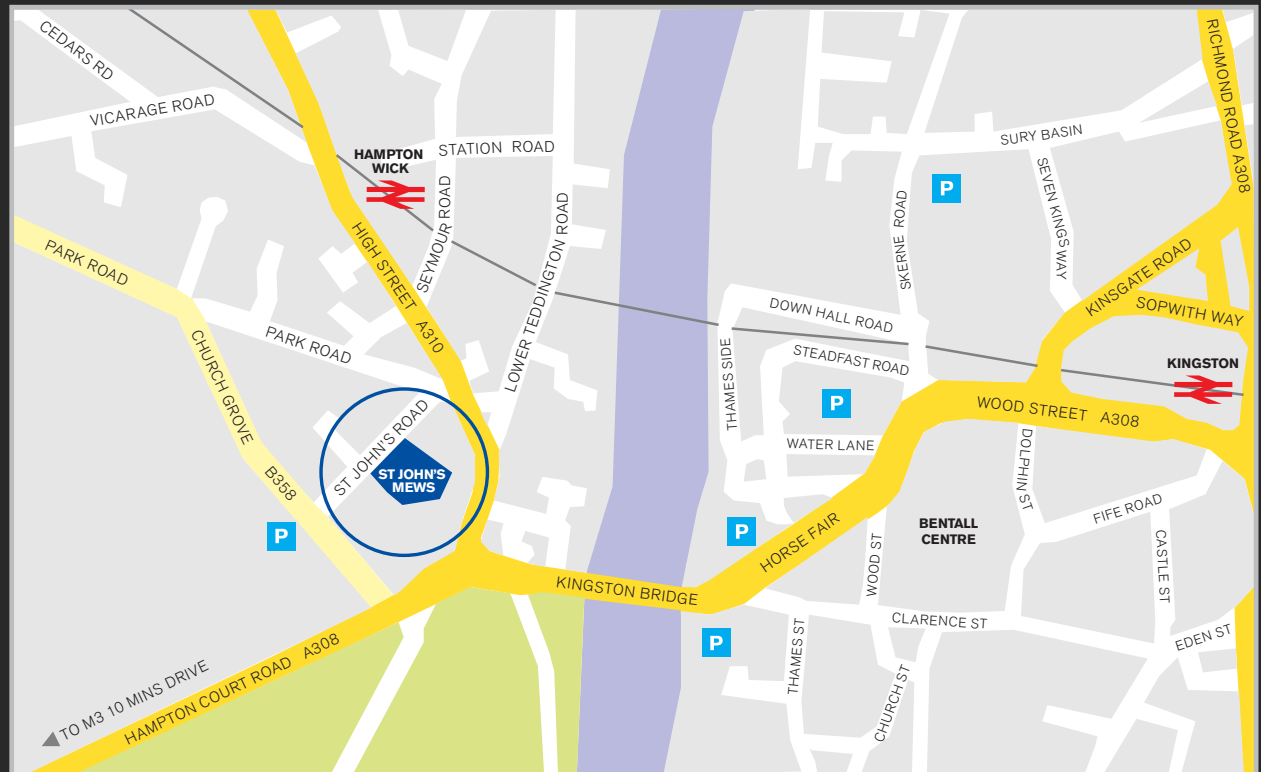 CEDARS RD
VICARAGE ROAD
HAMPTON
WICK
STATION ROAD
SURY BASIN
RICHMOND ROAD A308
SEVEN KINGS WAY
P
SKERNE ROAD
SEYMOUR ROAD
LOWER TEDDINGTON ROAD
PARK ROAD
HIGH STREET A310
KINSGATE ROAD
SOPWITH WAY
DOWN HALL ROAD
CHURCH GROVE
PARK ROAD
THAMES SIDE
STEADFAST ROAD
KINGSTON
P
WOOD STREET A308
ST JOHN'S ROAD
WATER LANE
DOLPHIN ST
ST JOHN'S
MEWS
B358
P
P
HORSE FAIR
BENTALL
CENTRE
FIFE ROAD
WOOD ST
CASTLE ST
KINGSTON BRIDGE
P
CLARENCE ST
EDEN ST
THAMES ST
CHURCH ST
TO M3 10 MINS DRIVE
HAMPTON COURT ROAD A308